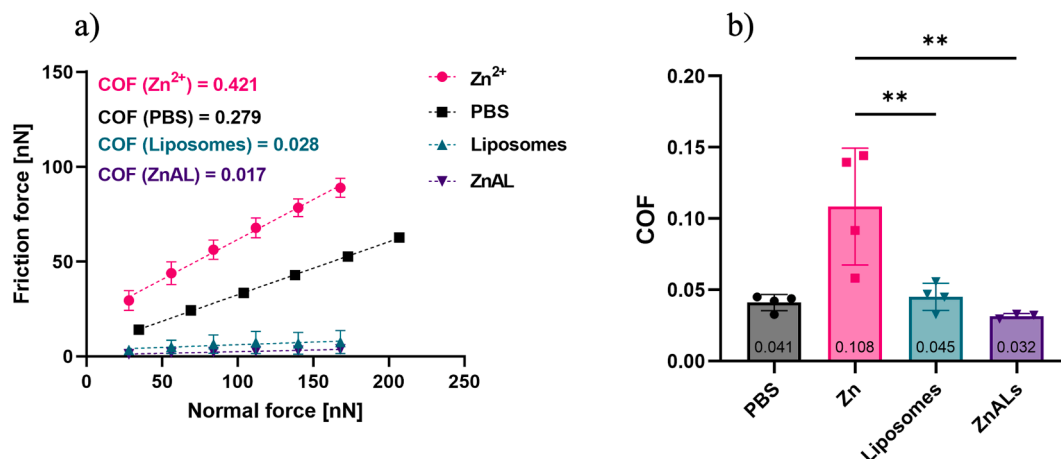 a)
COF (Zn²⁺) = 0.421
COF (PBS) = 0.279
COF (Liposomes) = 0.028
COF (ZnAL) = 0.017
Zn²⁺
PBS
Liposomes
ZnAL
Friction force [nN]
150
100
50
0
0 50 100 150 200 250
Normal force [nN]
b)
**
**
COF
0.20
0.15
0.10
0.05
0.00
0.041 0.108 0.045 0.032
PBS
Zn
Liposomes
ZnALs